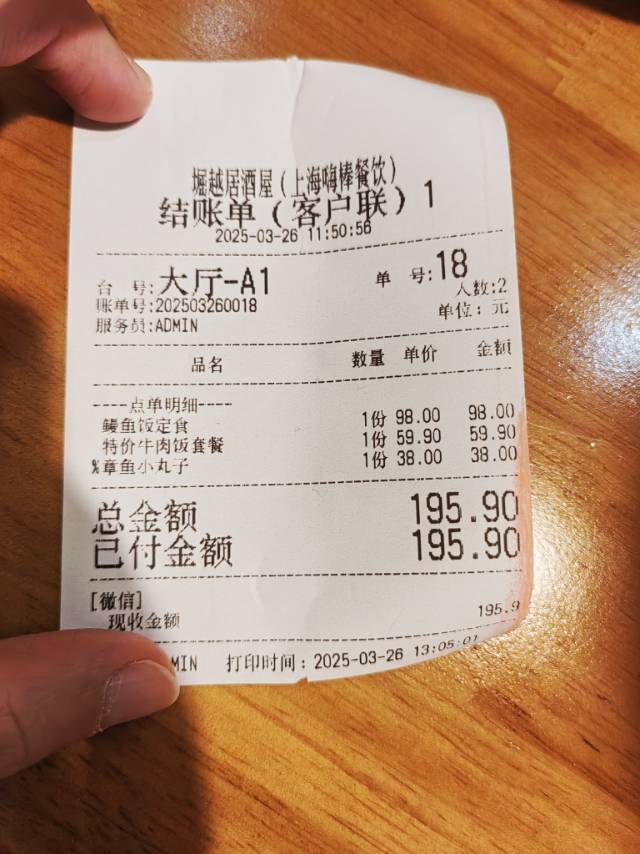 堀越居酒屋（上海嗨棒餐饮）
结账单（客户联）1
2025-03-26 11:50:56
台 号:大厅-A1 单 号:18
人数:2
账单号:202503260018 单位：元
服务员:ADMIN
品名 数量 单价 金额
----点单明细----
鳗鱼饭定食 1份 98.00 98.00
特价牛肉饭套餐 1份 59.90 59.90
%章鱼小丸子 1份 38.00 38.00
总金额 195.90
已付金额 195.90
[微信]
现收金额 195.9
MIN 打印时间：2025-03-26 13:05:01